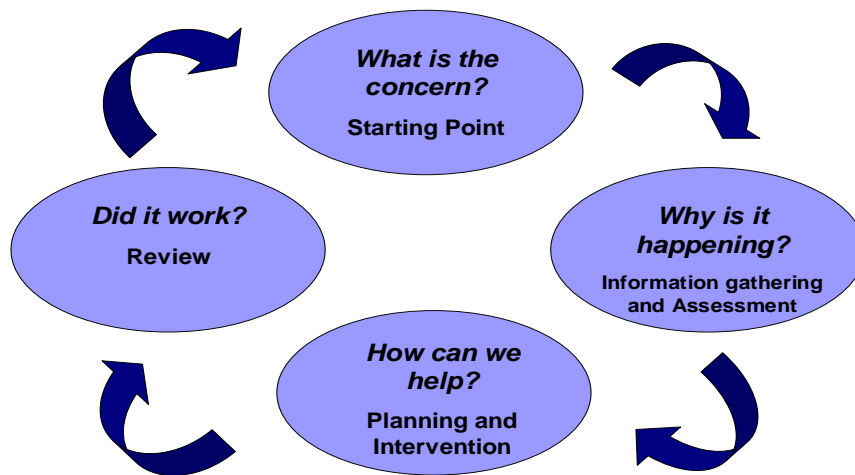 What is the
concern?
Starting Point
Why is it
happening?
Information gathering
and Assessment
How can we
help?
Planning and
Intervention
Did it work?
Review